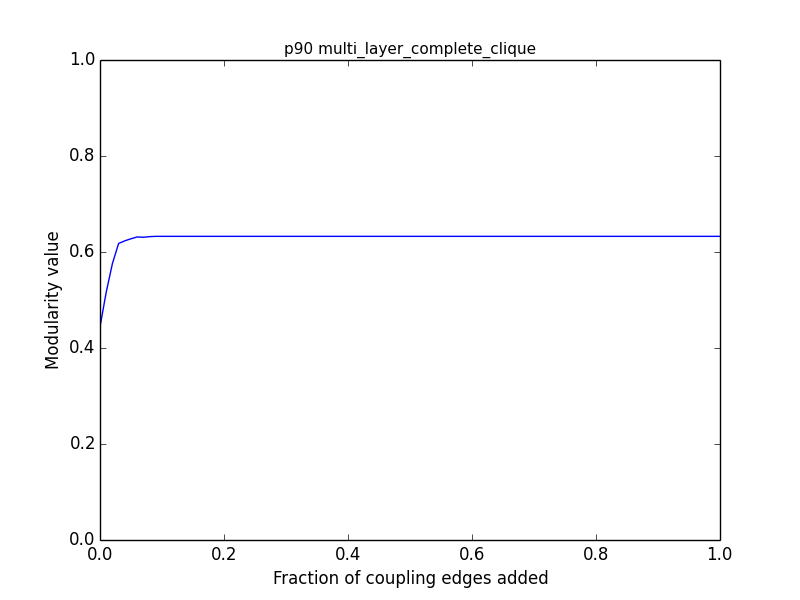 p90 multi_layer_complete_clique
1.0
0.8
0.6
0.4
0.2
0.0
Modularity value
0.0 0.2 0.4 0.6 0.8 1.0
Fraction of coupling edges added